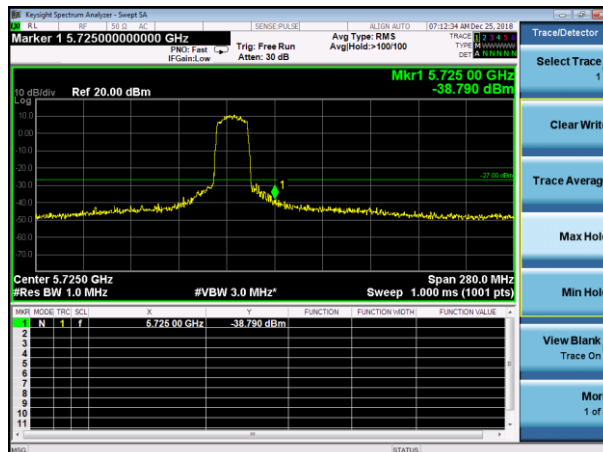 Keysight Spectrum Analyzer - Swept SA
RL RF 50 Ω AC SENSE:PULSE ALIGN AUTO 07:12:34 AM Dec 25, 2018
Marker 1 5.725000000000 GHz Avg Type: RMS TRACE 1 2 3 4 5 6 Trace/Detector
PNO: Fast Trig: Free Run Avg|Hold:>100/100 TYPE M WWWWW
IFGain:Low Atten: 30 dB DET A N N N N N
Select Trace
1
Mkr1 5.725 00 GHz
10 dB/div Ref 20.00 dBm -38.790 dBm
Log
10.0
Clear Write
0.00
-10.0
-20.0
-27.00 dBm
Trace Average
1
-30.0
-40.0
-50.0
Max Hold
-60.0
-70.0
Center 5.7250 GHz Span 280.0 MHz
#Res BW 1.0 MHz #VBW 3.0 MHz* Sweep 1.000 ms (1001 pts)
Min Hold
MKR MODE TRC SCL X Y FUNCTION FUNCTION WIDTH FUNCTION VALUE
1 N 1 f 5.725 00 GHz -38.790 dBm
2
3
View Blank
4
Trace On
5
6
7
8
More
9
1 of
10
11
MSG STATUS